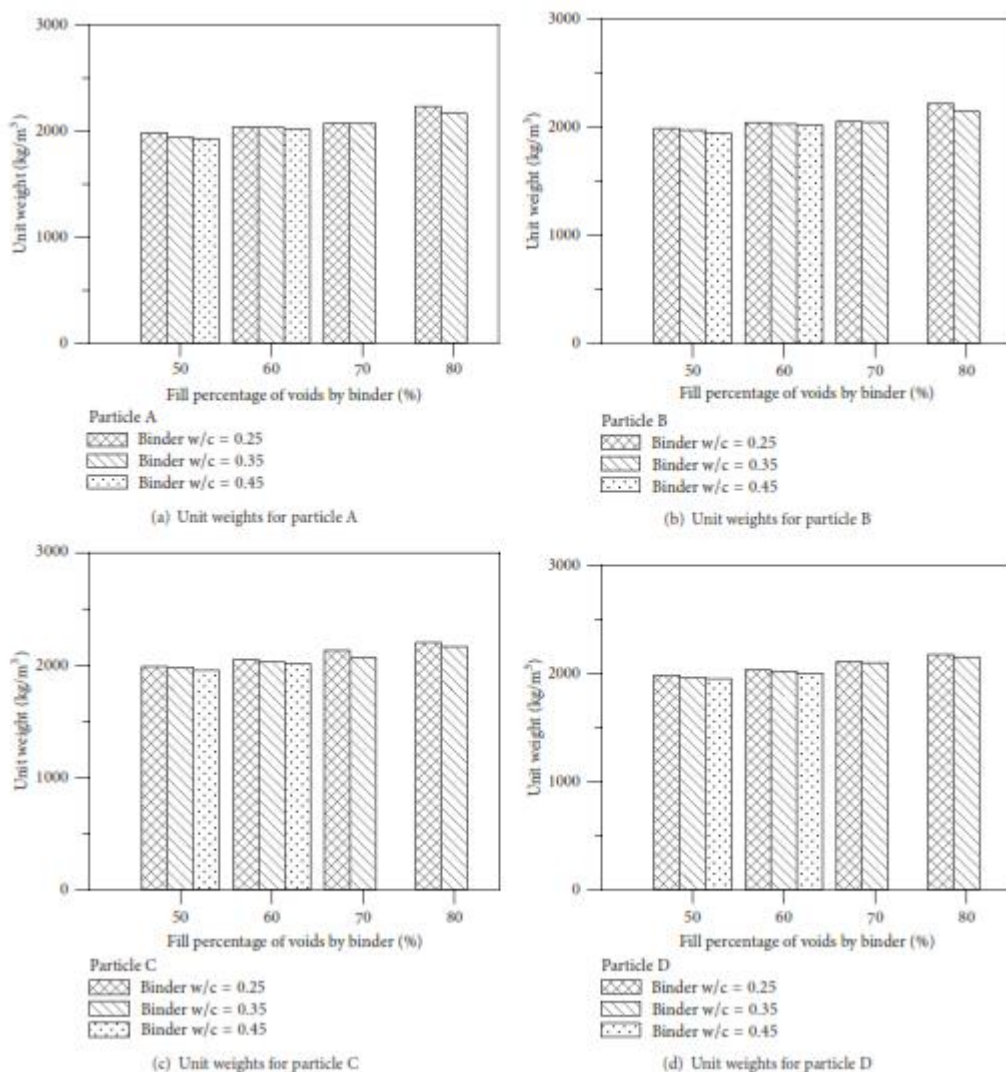 3000
2000
1000
0
Unit weight (kg/m³)
50 60 70 80
Fill percentage of voids by binder (%)
Particle A
Binder w/c = 0.25
Binder w/c = 0.35
Binder w/c = 0.45
(a) Unit weights for particle A
3000
2000
1000
0
Unit weight (kg/m³)
50 60 70 80
Fill percentage of voids by binder (%)
Particle B
Binder w/c = 0.25
Binder w/c = 0.35
Binder w/c = 0.45
(b) Unit weights for particle B
3000
2000
1000
0
Unit weight (kg/m³)
50 60 70 80
Fill percentage of voids by binder (%)
Particle C
Binder w/c = 0.25
Binder w/c = 0.35
Binder w/c = 0.45
(c) Unit weights for particle C
3000
2000
1000
0
Unit weight (kg/m³)
50 60 70 80
Fill percentage of voids by binder (%)
Particle D
Binder w/c = 0.25
Binder w/c = 0.35
Binder w/c = 0.45
(d) Unit weights for particle D